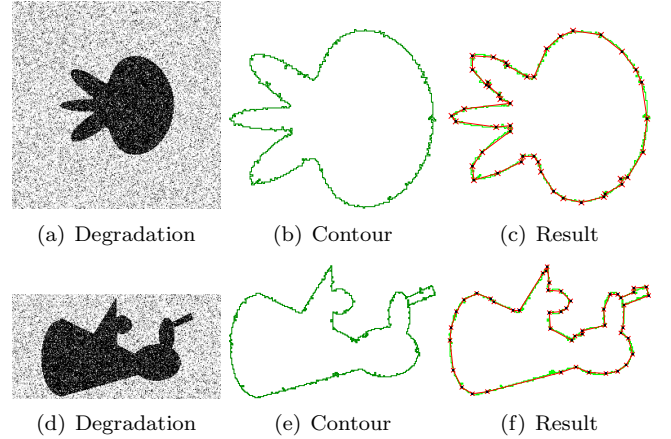 (a) Degradation (b) Contour (c) Result
(d) Degradation (e) Contour (f) Result